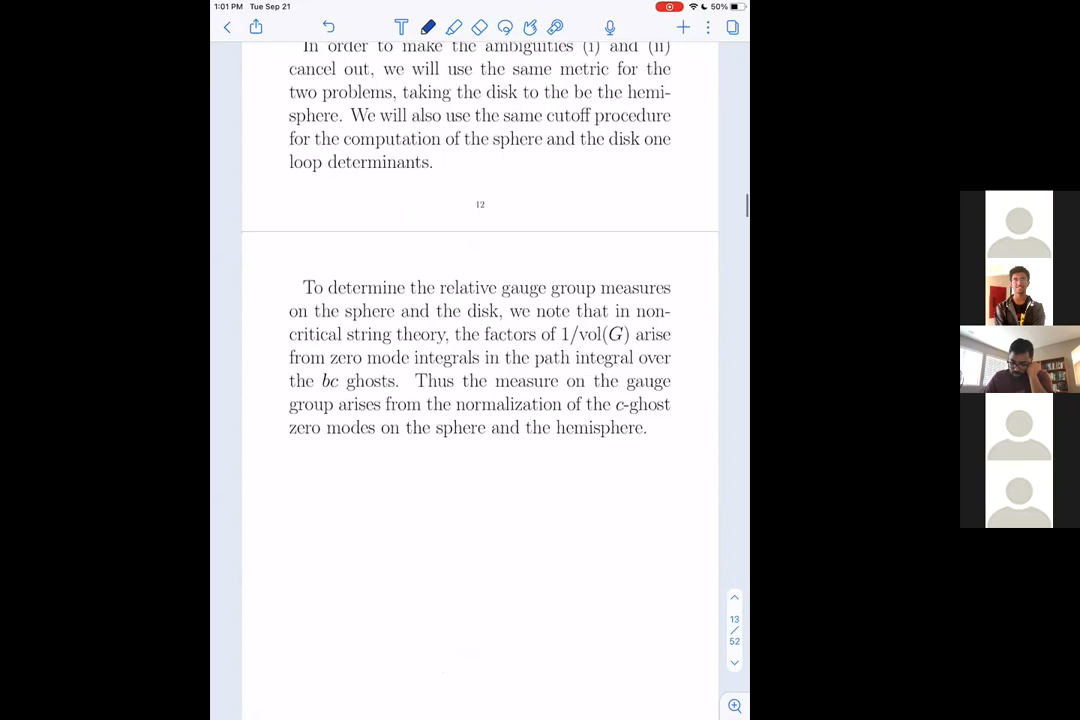 1:01 PM Tue Sep 21
50%
In order to make the ambiguities (i) and (ii)
cancel out, we will use the same metric for the
two problems, taking the disk to the be the hemi-
sphere. We will also use the same cutoff procedure
for the computation of the sphere and the disk one
loop determinants.
12
To determine the relative gauge group measures
on the sphere and the disk, we note that in non-
critical string theory, the factors of 1/vol(G) arise
from zero mode integrals in the path integral over
the bc ghosts. Thus the measure on the gauge
group arises from the normalization of the c-ghost
zero modes on the sphere and the hemisphere.
13
/
52